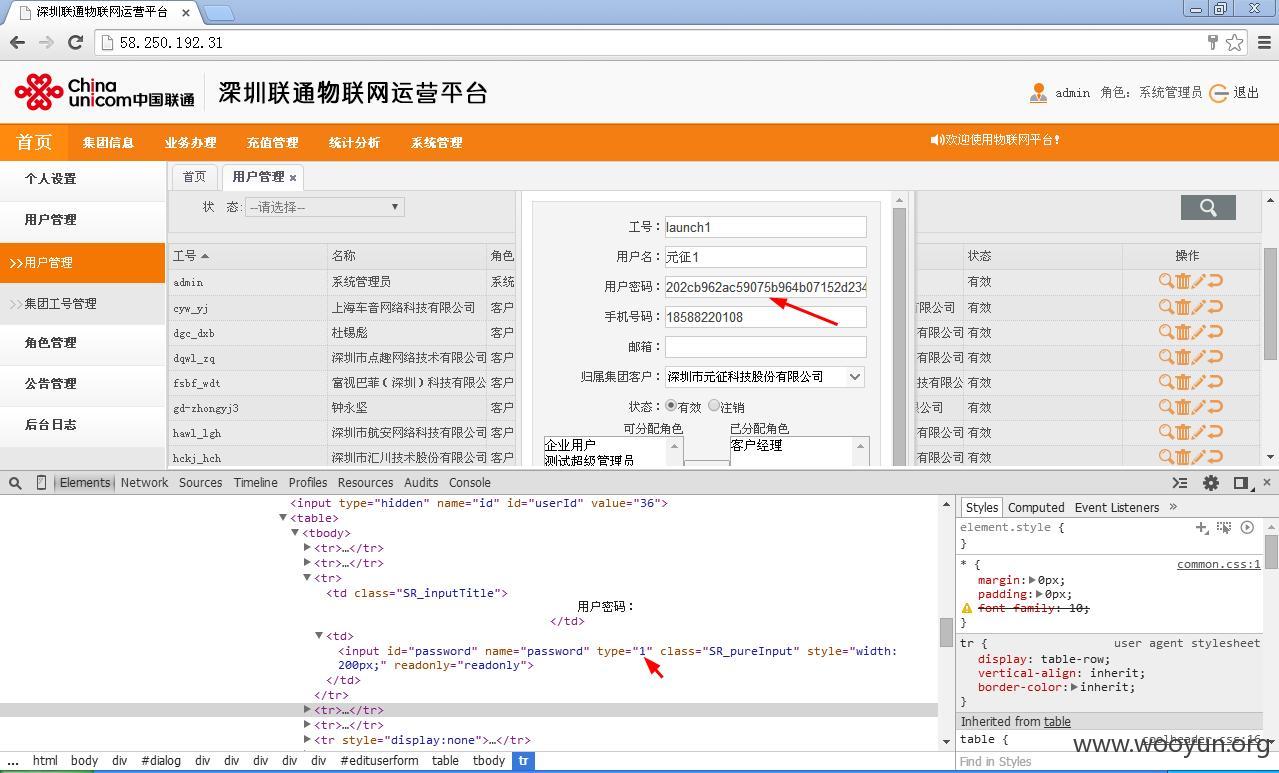 深圳联通物联网运营平台 ×
58.250.192.31
China unicom中国联通 深圳联通物联网运营平台 admin 角色：系统管理员 退出
首页 集团信息 业务办理 充值管理 统计分析 系统管理 欢迎使用物联网平台！
个人设置
用户管理
>>用户管理
>>集团工号管理
角色管理
公告管理
后台日志
首页 用户管理 ×
状 态: --请选择--
工号 名称 角色 状态 操作
admin 系统管理员 系统 有效
cyw_yj 上海车音网络科技有限公司 客户 有限公司 有效
dgc_dxb 杜锡彪 客户 有限公司 有效
dqwl_zq 深圳市点趣网络技术有限公司 客户 有限公司 有效
fsbf_wdt 富视巴菲（深圳）科技有限公 客户 技有限公 有效
gd-zhongyj3 钟永坚 客户 公司 有效
hawl_lgh 深圳市航安网络科技有限公司 客户 有限公司 有效
hckj_hch 深圳市汇川技术股份有限公司 客户 有限公司 有效
工号： launch1
用户名： 元征1
用户密码： 202cb962ac59075b964b07152d234
手机号码： 18588220108
邮箱：
归属集团客户： 深圳市元征科技股份有限公司
状态： 有效 注销
可分配角色 已分配角色
企业用户 客户经理
测试超级管理员
Elements Network Sources Timeline Profiles Resources Audits Console
<input type="hidden" name="id" id="userId" value="36">
<table>
<tbody>
<tr>…</tr>
<tr>…</tr>
<tr>
<td class="SR_inputTitle">
用户密码：
</td>
<td>
<input id="password" name="password" type="1" class="SR_pureInput" style="width:
200px;" readonly="readonly">
</td>
</tr>
<tr>…</tr>
<tr>…</tr>
<tr style="display:none">…</tr>
... html body div #dialog div div div div div #edituserform table tbody tr
Styles Computed Event Listeners »
element.style {
}
* { common.css:1
margin: 0px;
padding: 0px;
font-family: 10;
}
tr { user agent stylesheet
display: table-row;
vertical-align: inherit;
border-color: inherit;
}
Inherited from table
table {
Find in Styles
www.wooyun.org